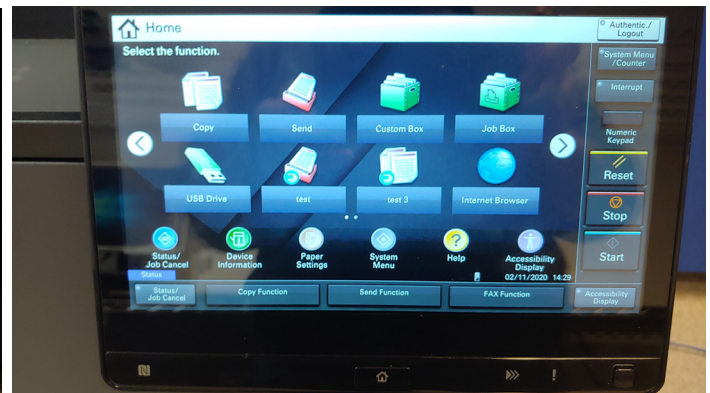 Home
Authentic./
Logout
Select the function.
System Menu
/Counter
Interrupt
Copy
Send
Custom Box
Job Box
Numeric
Keypad
Reset
USB Drive
test
test 3
Internet Browser
Stop
Status/
Job Cancel
Device
Information
Paper
Settings
System
Menu
Help
Accessibility
Display
Start
Status
02/11/2020 14:29
Status/
Job Cancel
Copy Function
Send Function
FAX Function
Accessibility
Display